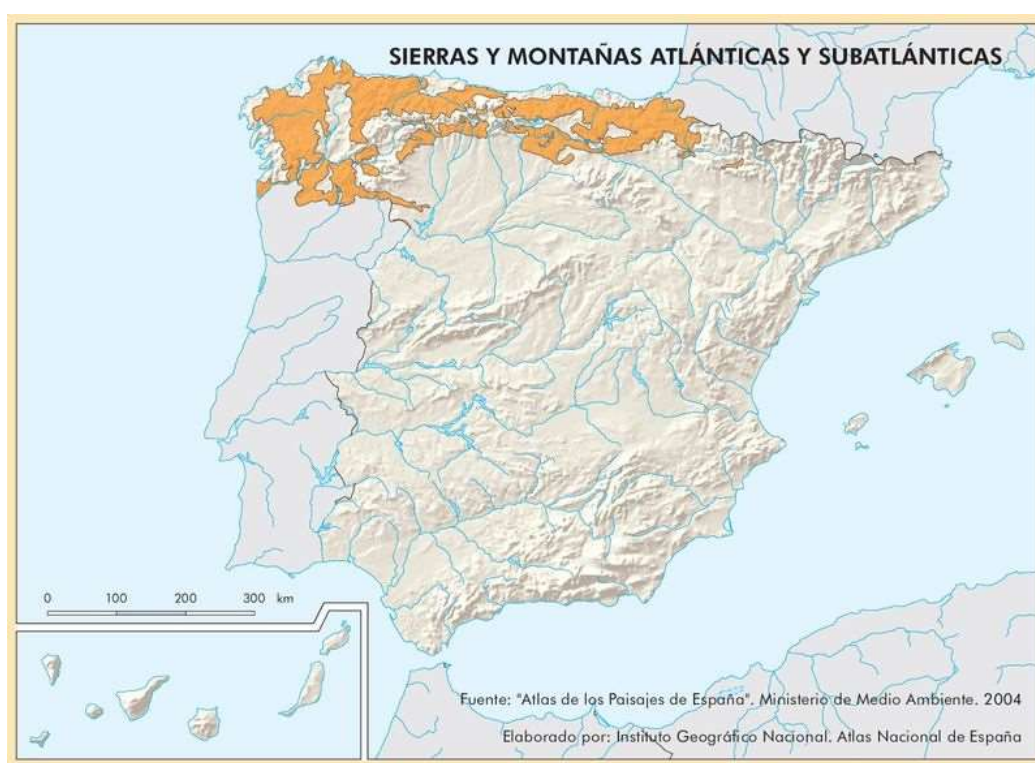 SIERRAS Y MONTAÑAS ATLÁNTICAS Y SUBATLÁNTICAS
0 100 200 300 km
Fuente: "Atlas de los Paisajes de España". Ministerio de Medio Ambiente. 2004
Elaborado por: Instituto Geográfico Nacional. Atlas Nacional de España